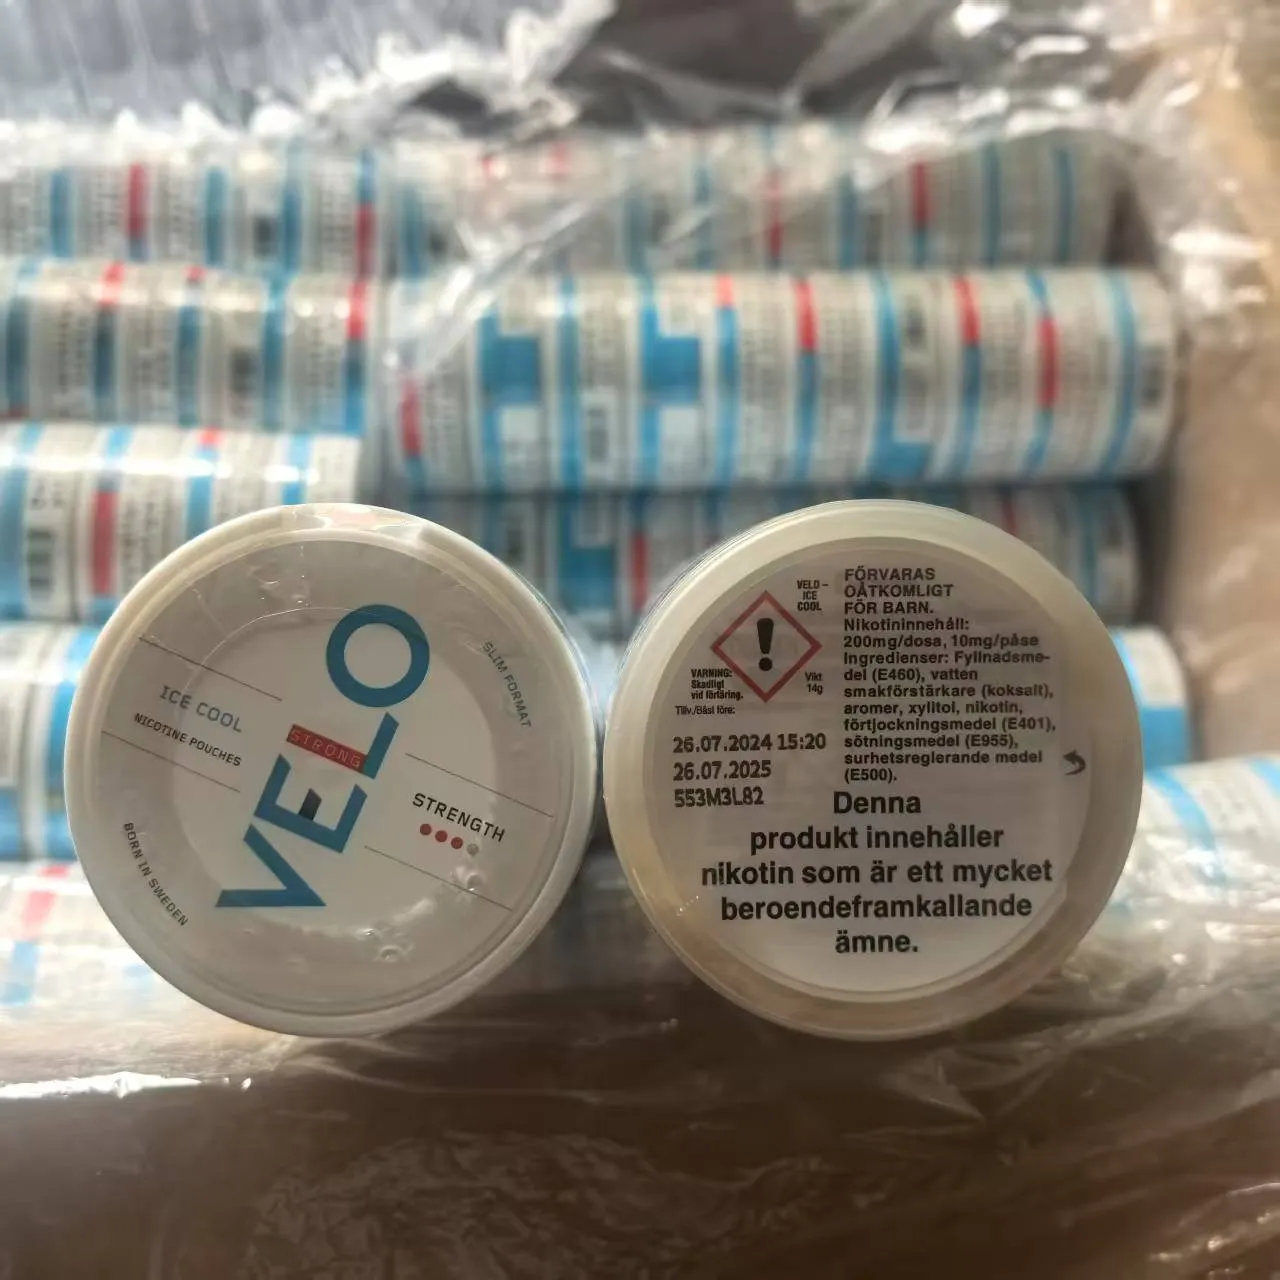 ICE COOL
NICOTINE POUCHES
VELO
STRONG
SLIM FORMAT
STRENGTH
BORN IN SWEDEN
VELO –
ICE
COOL
VARNING:
Skadligt
vid förtäring.
Vikt
14g
Tillv./Bäst före:
26.07.2024 15:20
26.07.2025
553M3L82
FÖRVARAS
OÅTKOMLIGT
FÖR BARN.
Nikotininnehåll:
200mg/dosa, 10mg/påse
Ingredienser: Fyllnadsme-
del (E460), vatten
smakförstärkare (koksalt),
aromer, xylitol, nikotin,
förtjockningsmedel (E401),
sötningsmedel (E955),
surhetsreglerande medel
(E500).
Denna
produkt innehåller
nikotin som är ett mycket
beroendeframkallande
ämne.